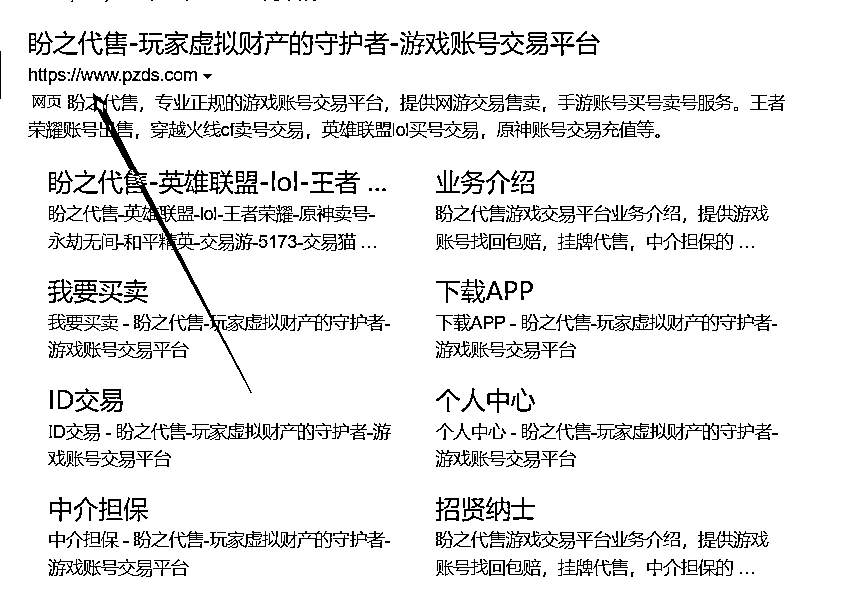 盼之代售-玩家虚拟财产的守护者-游戏账号交易平台
https://www.pzds.com
网页 盼之代售，专业正规的游戏账号交易平台，提供网游交易售卖，手游账号买号卖号服务。王者
荣耀账号出售，穿越火线cf卖号交易，英雄联盟lol买号交易，原神账号交易充值等。
盼之代售-英雄联盟-lol-王者 ...
盼之代售-英雄联盟-lol-王者荣耀-原神卖号-
永劫无间-和平精英-交易游-5173-交易猫 ...
业务介绍
盼之代售游戏交易平台业务介绍，提供游戏
账号找回包赔，挂牌代售，中介担保的 ...
我要买卖
我要买卖 - 盼之代售-玩家虚拟财产的守护者-
游戏账号交易平台
下载APP
下载APP - 盼之代售-玩家虚拟财产的守护者-
游戏账号交易平台
ID交易
ID交易 - 盼之代售-玩家虚拟财产的守护者-游
戏账号交易平台
个人中心
个人中心 - 盼之代售-玩家虚拟财产的守护者-
游戏账号交易平台
中介担保
中介担保 - 盼之代售-玩家虚拟财产的守护者-
游戏账号交易平台
招贤纳士
盼之代售游戏交易平台业务介绍，提供游戏
账号找回包赔，挂牌代售，中介担保的 ...